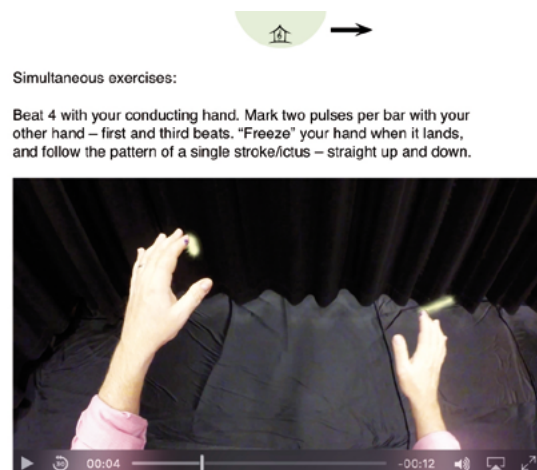 Simultaneous exercises:
Beat 4 with your conducting hand. Mark two pulses per bar with your
other hand – first and third beats. “Freeze” your hand when it lands,
and follow the pattern of a single stroke/ictus – straight up and down.
00:04
-00:12